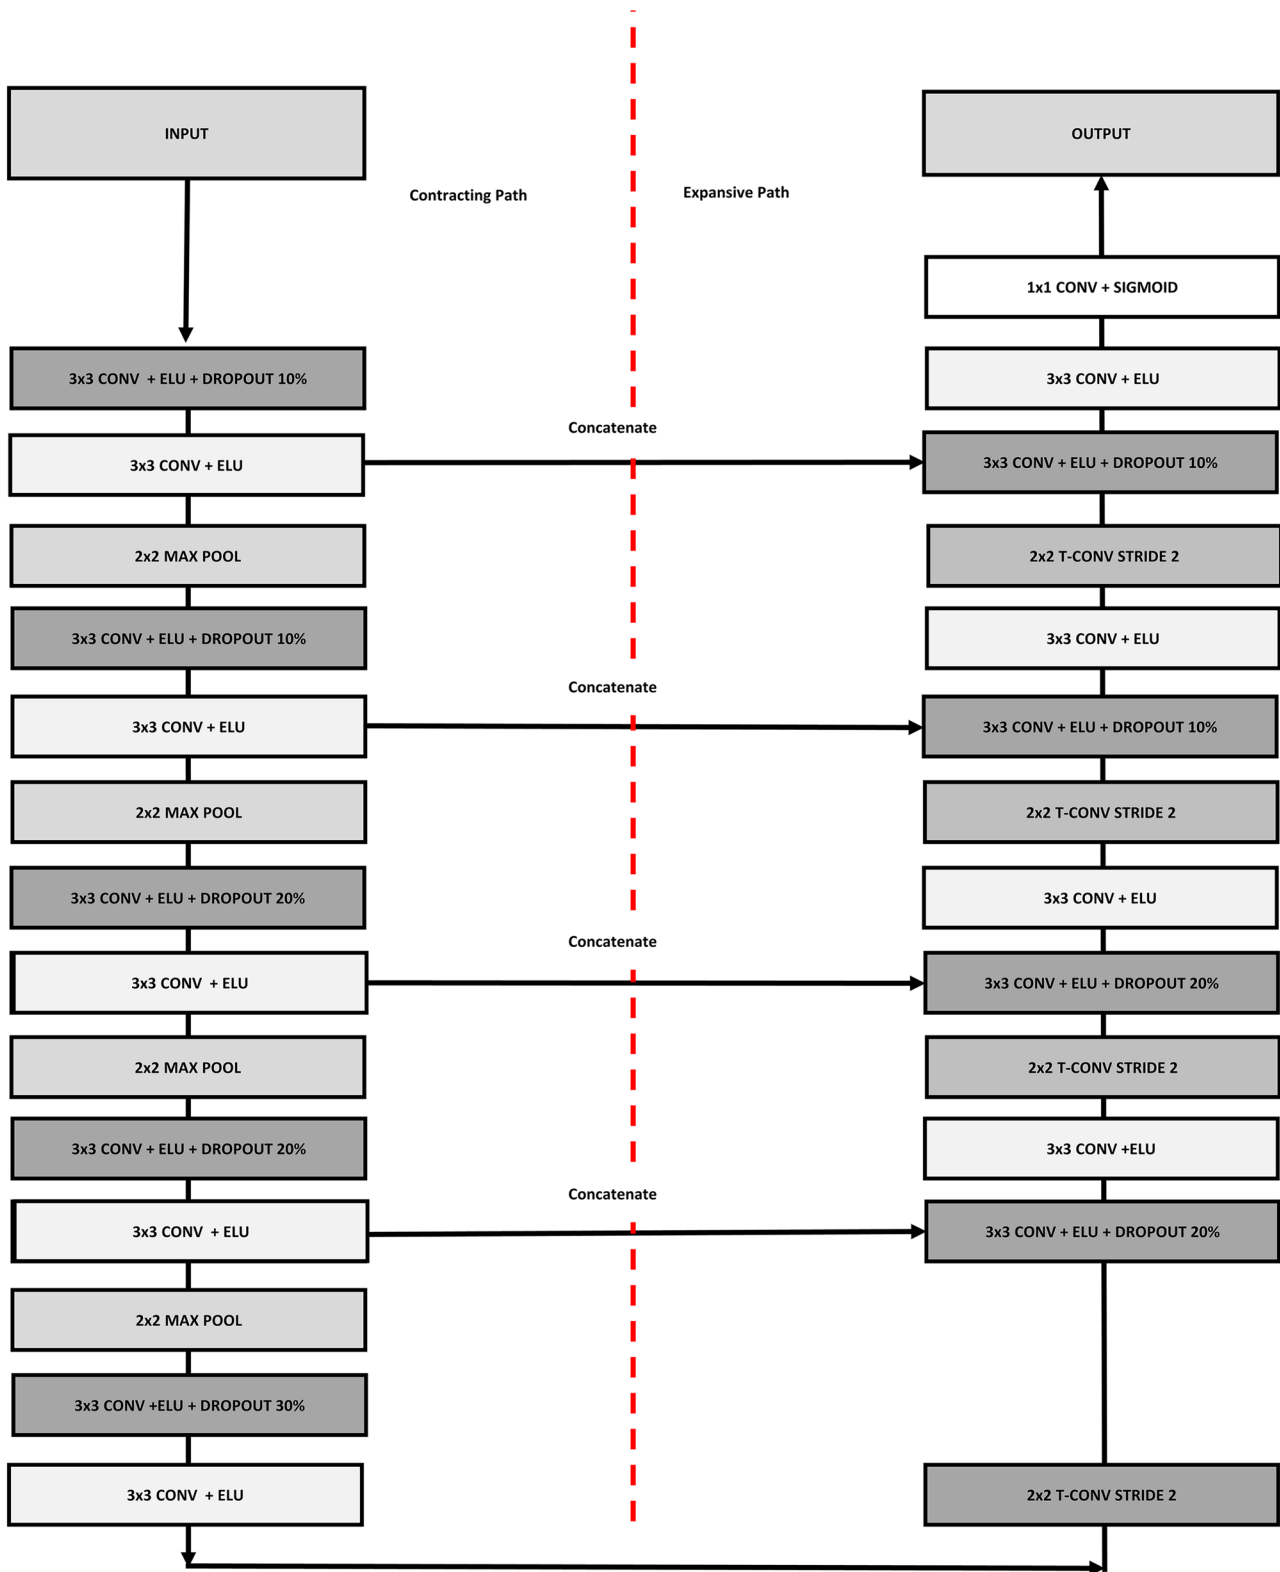 INPUT
Contracting Path
3x3 CONV + ELU + DROPOUT 10%
3x3 CONV + ELU
2x2 MAX POOL
3x3 CONV + ELU + DROPOUT 10%
3x3 CONV + ELU
2x2 MAX POOL
3x3 CONV + ELU + DROPOUT 20%
3x3 CONV + ELU
2x2 MAX POOL
3x3 CONV + ELU + DROPOUT 20%
3x3 CONV + ELU
2x2 MAX POOL
3x3 CONV +ELU + DROPOUT 30%
3x3 CONV + ELU
Concatenate
Concatenate
Concatenate
Concatenate
OUTPUT
Expansive Path
1x1 CONV + SIGMOID
3x3 CONV + ELU
3x3 CONV + ELU + DROPOUT 10%
2x2 T-CONV STRIDE 2
3x3 CONV + ELU
3x3 CONV + ELU + DROPOUT 10%
2x2 T-CONV STRIDE 2
3x3 CONV + ELU
3x3 CONV + ELU + DROPOUT 20%
2x2 T-CONV STRIDE 2
3x3 CONV +ELU
3x3 CONV + ELU + DROPOUT 20%
2x2 T-CONV STRIDE 2